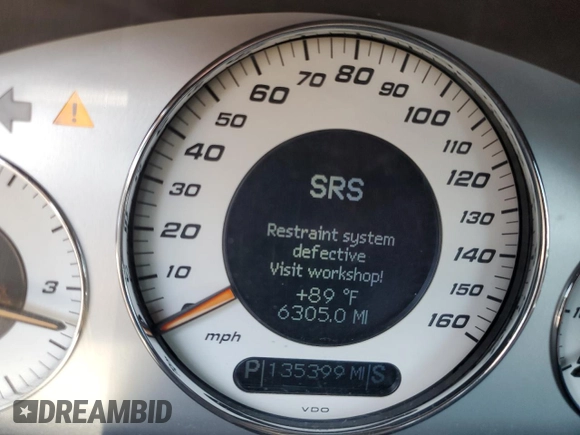 80
70
90
60
100
50
110
40
120
30
130
20
140
10
150
0
160
mph
SRS
Restraint system
defective
Visit workshop!
+89 °F
6305.0 MI
P 135399 MI S
VDO
3
DREAMBID